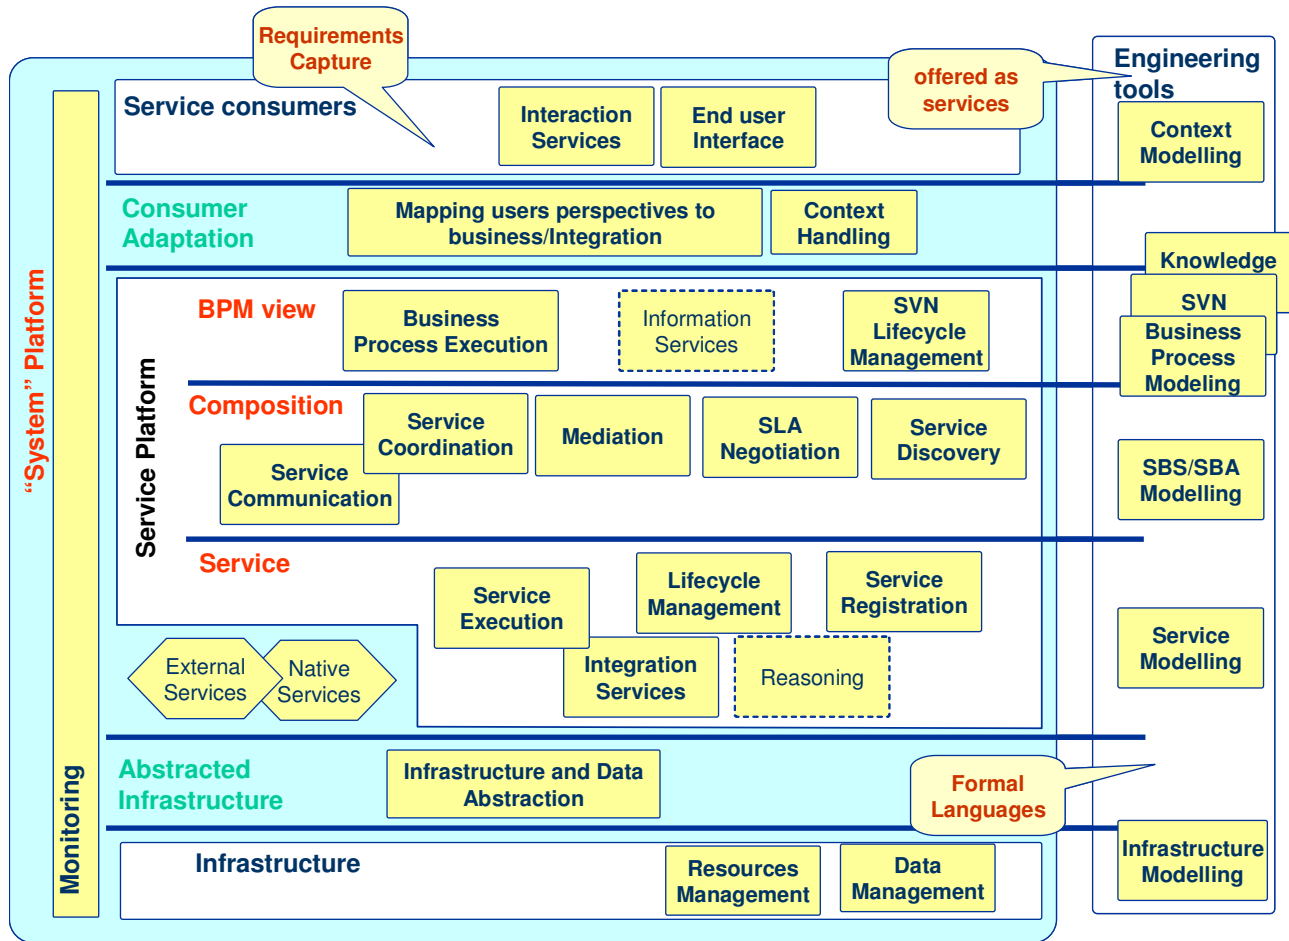 Requirements
Capture
offered as
services
Engineering
tools
Service consumers
Interaction
Services
End user
Interface
Context
Modelling
Consumer
Adaptation
Mapping users perspectives to
business/Integration
Context
Handling
Knowledge
SVN
Business
Process
Modeling
"System" Platform
Monitoring
Service Platform
BPM view
Business
Process Execution
Information
Services
SVN
Lifecycle
Management
Composition
Service
Coordination
Mediation
SLA
Negotiation
Service
Discovery
Service
Communication
SBS/SBA
Modelling
Service
Service
Execution
Lifecycle
Management
Service
Registration
Integration
Services
Reasoning
Service
Modelling
External
Services
Native
Services
Abstracted
Infrastructure
Infrastructure and Data
Abstraction
Formal
Languages
Infrastructure
Resources
Management
Data
Management
Infrastructure
Modelling